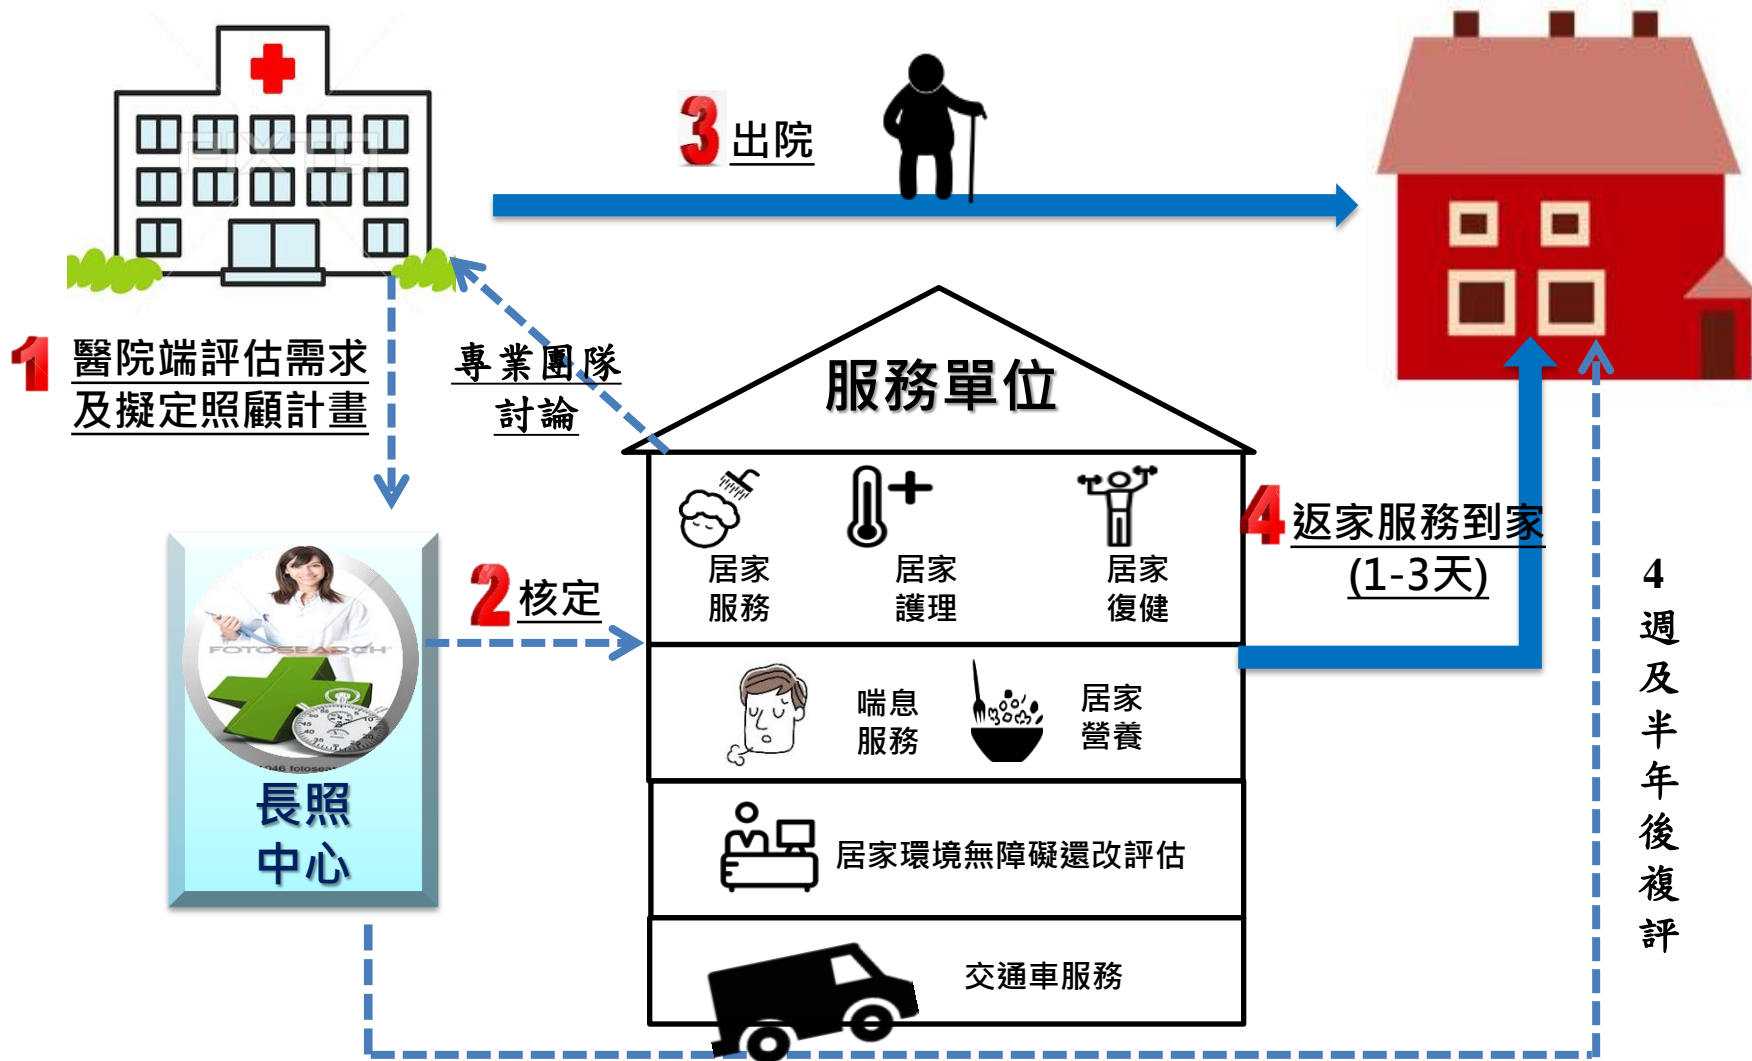 3 出院
1 醫院端評估需求
及擬定照顧計畫
專業團隊
討論
服務單位
居家
服務
居家
護理
居家
復健
4 返家服務到家
(1-3天)
2 核定
喘息
服務
居家
營養
居家環境無障礙還改評估
交通車服務
FOTOSEARCH
長照
中心
4
週
及
半
年
後
複
評
PIXTA